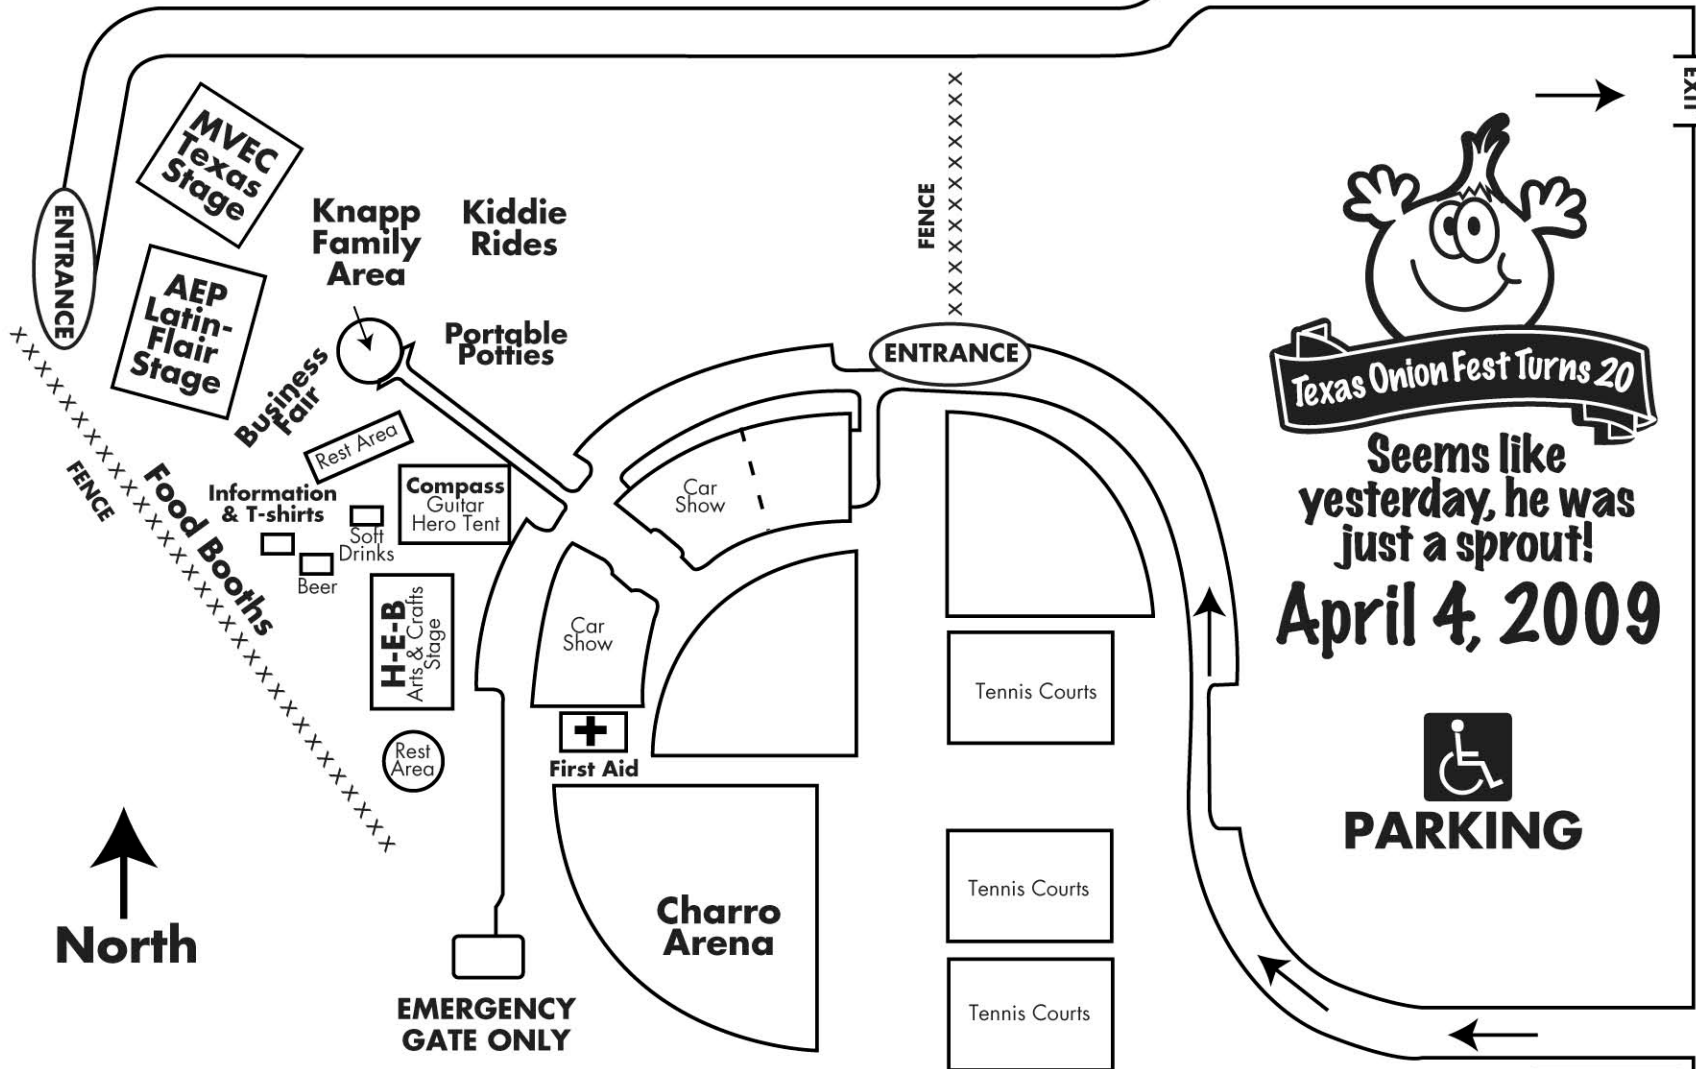 EXIT
MVEC
Texas
Stage
ENTRANCE
Knapp
Family
Area
Kiddie
Rides
FENCE
AEP
Latin-
Flair
Stage
Portable
Potties
ENTRANCE
Business
Fair
Texas Onion Fest Turns 20
Seems like
yesterday, he was
just a sprout!
April 4, 2009
Rest Area
FENCE
Food Booths
Information
& T-shirts
Compass
Guitar
Hero Tent
Car
Show
Soft
Drinks
Beer
H-E-B
Arts & Crafts
Stage
Car
Show
Tennis Courts
Rest
Area
First Aid
PARKING
North
Charro
Arena
Tennis Courts
EMERGENCY
GATE ONLY
Tennis Courts